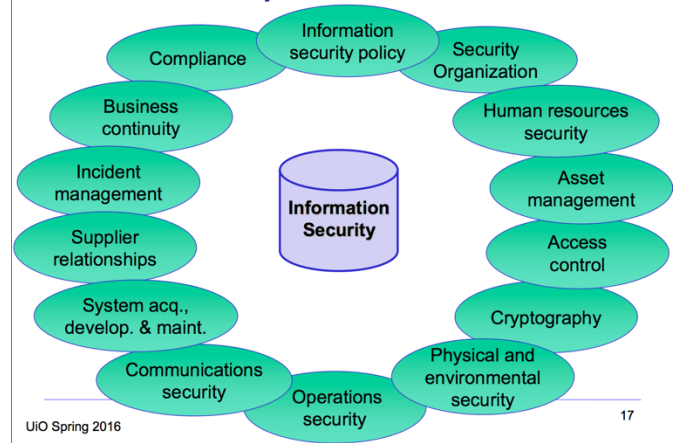 Information
security policy
Security
Organization
Human resources
security
Asset
management
Access
control
Cryptography
Physical and
environmental
security
Operations
security
Communications
security
System acq.,
develop. & maint.
Supplier
relationships
Incident
management
Business
continuity
Compliance
Information
Security
UiO Spring 2016
17